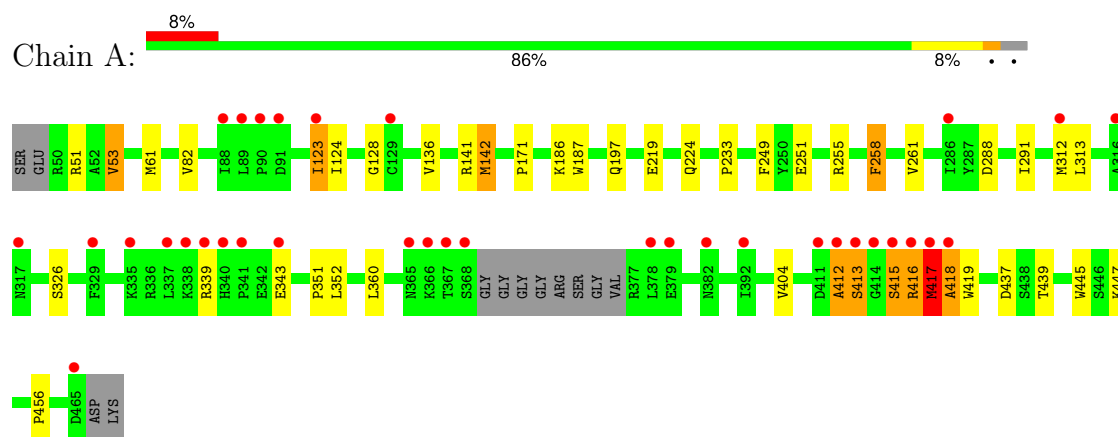 8%
Chain A:
86% 8% • •
SER GLU R50 R51 A52 V53 M61 V82 I88 L89 P90 D91 I123 I124 G128 C129 V136 R141 M142 P171 K186 W187 Q197 E219 Q224 P233 F249 Y250 E251 R255 F258 V261 I286 Y287 D288 I291 M312 L313 A316
N317 S326 F329 K335 R336 L337 K338 R339 H340 P341 E342 E343 P351 L352 L360 N365 K366 T367 S368 GLY GLY GLY GLY ARG SER GLY VAL R377 L378 E379 N382 I392 V404 D411 A412 S413 G414 S415 R416 M417 A418 W419 D437 S438 T439 W445 S446 K447
P456 D465 ASP LYS